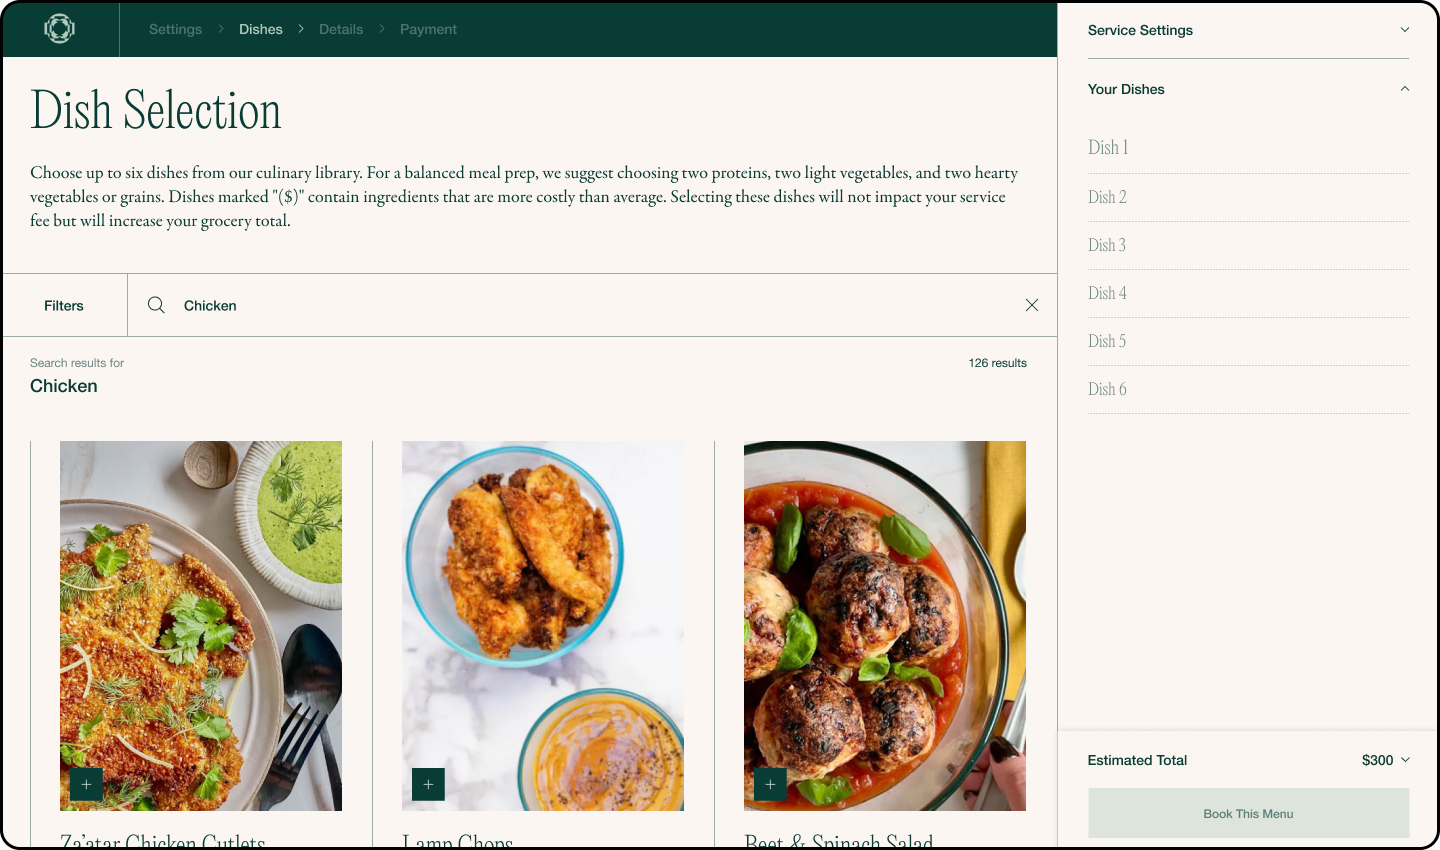 Settings
Dishes
Details
Payment
Dish Selection
Choose up to six dishes from our culinary library. For a balanced meal prep, we suggest choosing two proteins, two light vegetables, and two hearty
vegetables or grains. Dishes marked "($)" contain ingredients that are more costly than average. Selecting these dishes will not impact your service
fee but will increase your grocery total.
Filters
Chicken
Search results for
126 results
Chicken
Za'atar Chicken Cutlets
Lamp Chops
Beet & Spinach Salad
Service Settings
Your Dishes
Dish 1
Dish 2
Dish 3
Dish 4
Dish 5
Dish 6
Estimated Total
$300
Book This Menu